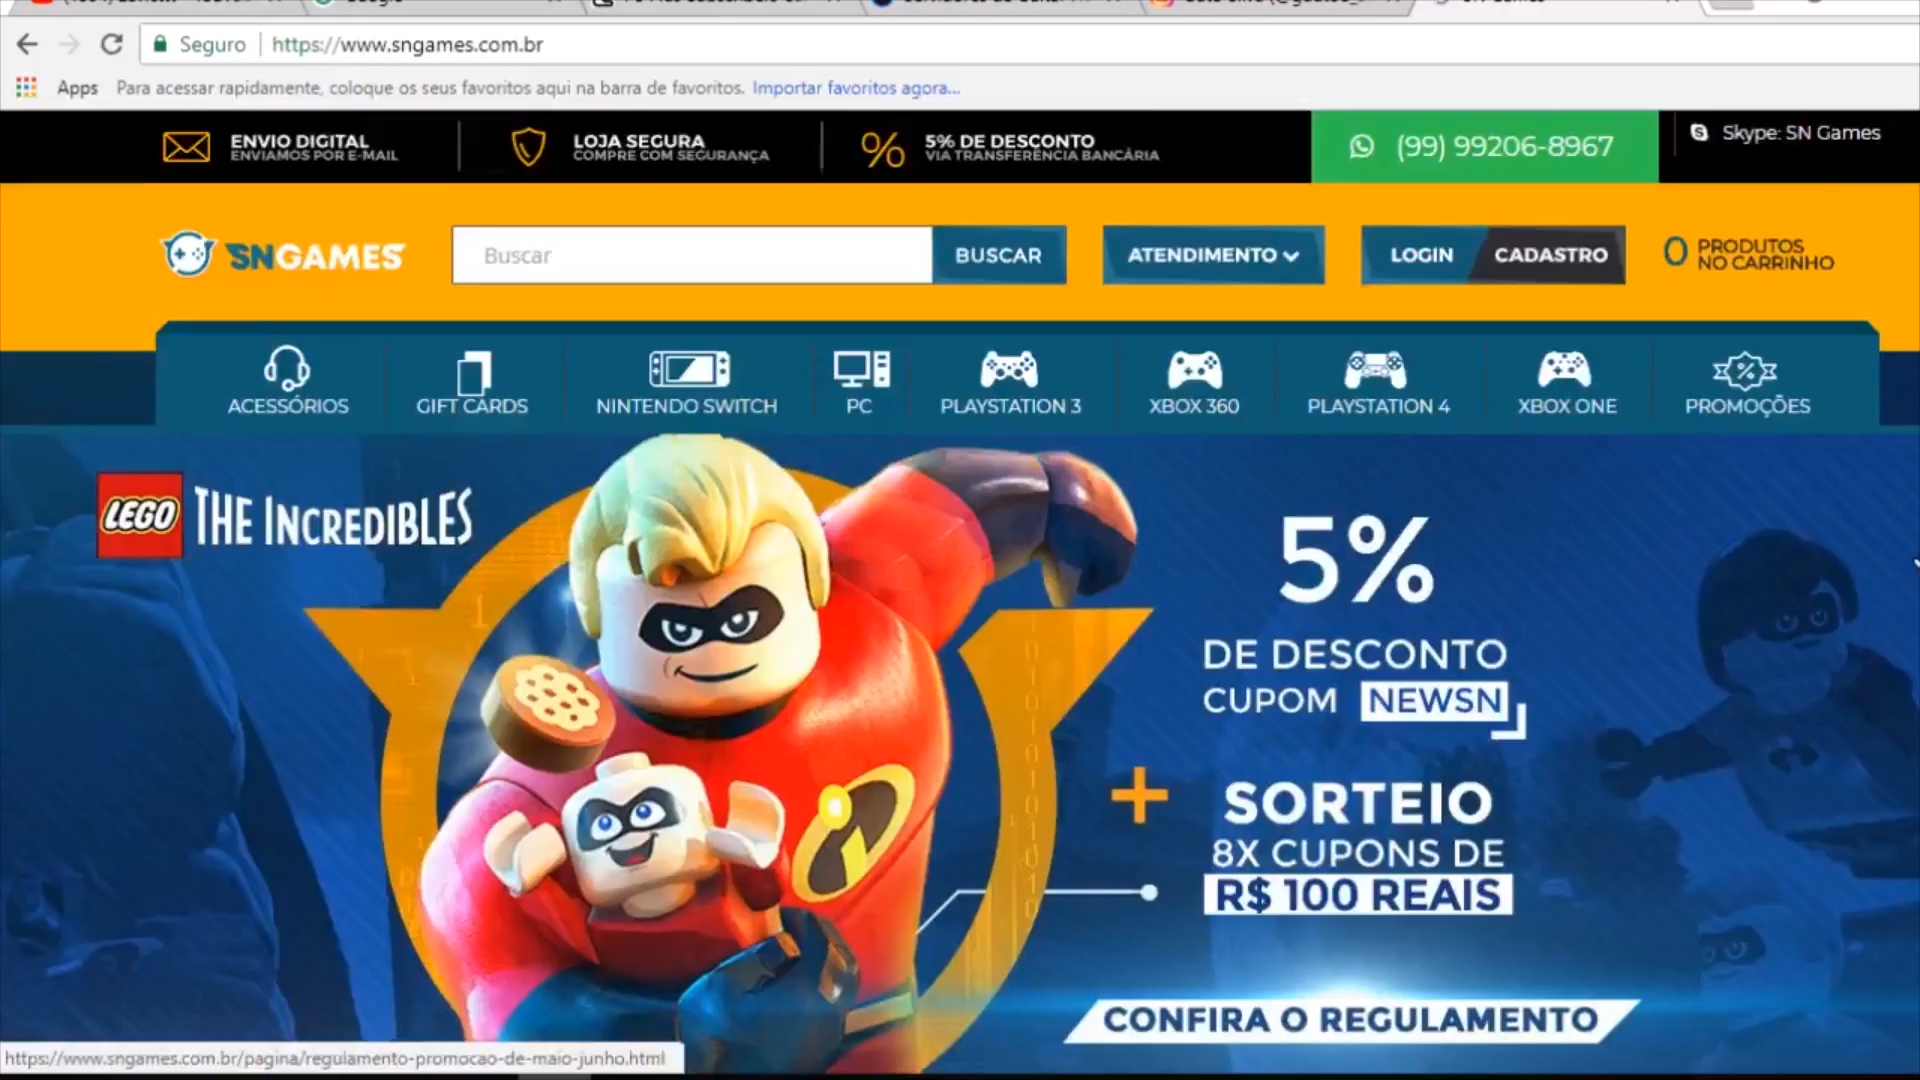 Seguro
https://www.sngames.com.br
Apps
Para acessar rapidamente, coloque os seus favoritos aqui na barra de favoritos. Importar favoritos agora...
ENVIO DIGITAL
ENVIAMOS POR E-MAIL
LOJA SEGURA
COMPRE COM SEGURANÇA
5% DE DESCONTO
VIA TRANSFERÊNCIA BANCÁRIA
(99) 99206-8967
Skype: SN Games
SNGAMES
Buscar
BUSCAR
ATENDIMENTO
LOGIN
CADASTRO
0 PRODUTOS
NO CARRINHO
ACESSÓRIOS
GIFT CARDS
NINTENDO SWITCH
PC
PLAYSTATION 3
XBOX 360
PLAYSTATION 4
XBOX ONE
PROMOÇÕES
LEGO THE INCREDIBLES
5%
DE DESCONTO
CUPOM NEWSN
+ SORTEIO
8X CUPONS DE
R$ 100 REAIS
CONFIRA O REGULAMENTO
https://www.sngames.com.br/pagina/regulamento-promocao-de-maio-junho.html